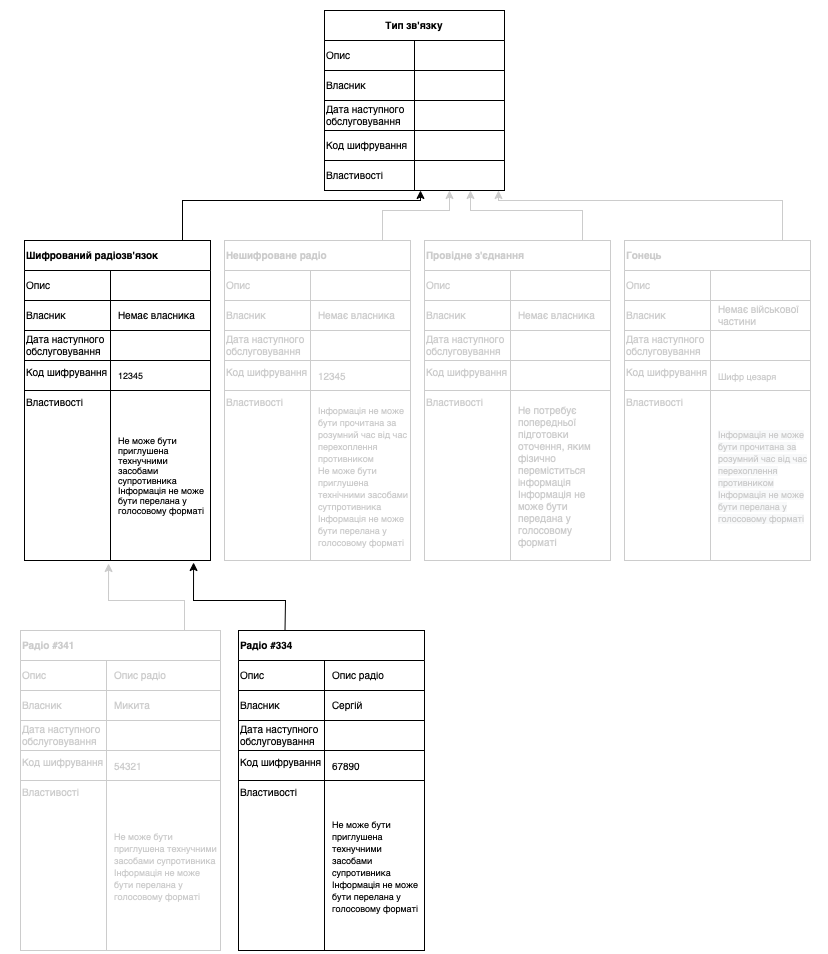 Тип зв'язку
Опис
Власник
Дата наступного
обслуговування
Код шифрування
Властивості
Шифрований радіозв'язок
Опис
Власник
Немає власника
Дата наступного
обслуговування
Код шифрування
12345
Властивості
Не може бути
приглушена
технучними
засобами
супротивника
Інформація не може
бути перелана у
голосовому форматі
Нешифроване радіо
Опис
Власник
Немає власника
Дата наступного
обслуговування
Код шифрування
12345
Властивості
Інформація не може
бути прочитана за
розумний час від час
перехоплення
противником
Не може бути
приглушена
технічними засобами
сутпротивника
Інформація не може
бути перелана у
голосовому форматі
Провідне з'єднання
Опис
Власник
Немає власника
Дата наступного
обслуговування
Код шифрування
Властивості
Не потребує
попередньої
підготовки
оточення, яким
фізично
переміститься
інформація
Інформація не
може бути
передана у
голосовому
форматі
Гонець
Опис
Власник
Немає військової
частини
Дата наступного
обслуговування
Код шифрування
Шифр цезаря
Властивості
Інформація не може
бути прочитана за
розумний час від час
перехоплення
противником
Інформація не може
бути перелана у
голосовому форматі
Радіо #341
Опис
Опис радіо
Власник
Микита
Дата наступного
обслуговування
Код шифрування
54321
Властивості
Не може бути
приглушена технучними
засобами супротивника
Інформація не може
бути перелана у
голосовому форматі
Радіо #334
Опис
Опис радіо
Власник
Сергій
Дата наступного
обслуговування
Код шифрування
67890
Властивості
Не може бути
приглушена
технучними
засобами
супротивника
Інформація не може
бути перелана у
голосовому форматі